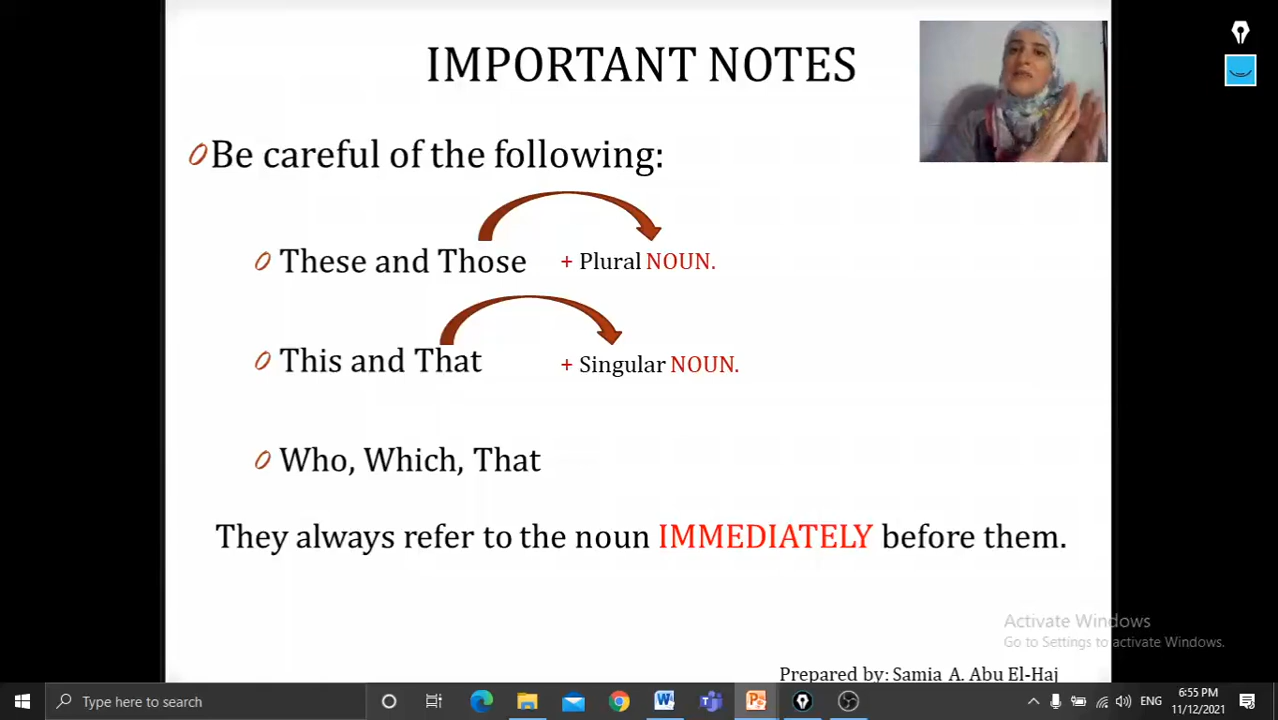 IMPORTANT NOTES
Be careful of the following:
These and Those + Plural NOUN.
This and That + Singular NOUN.
Who, Which, That
They always refer to the noun IMMEDIATELY before them.
Activate Windows
Go to Settings to activate Windows.
Prepared by: Samia A. Abu El-Haj
Type here to search
ENG
6:55 PM
11/12/2021